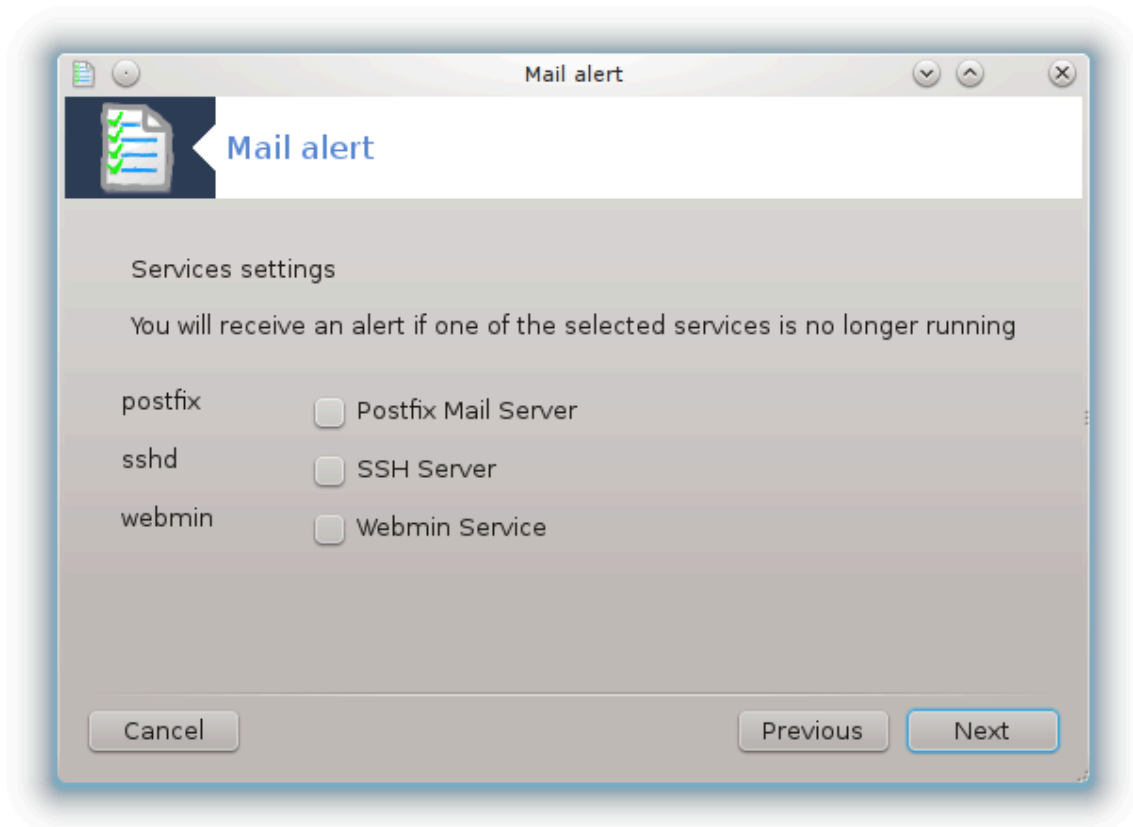 Mail alert
Mail alert
Services settings
You will receive an alert if one of the selected services is no longer running
postfix Postfix Mail Server
sshd SSH Server
webmin Webmin Service
Cancel Previous Next